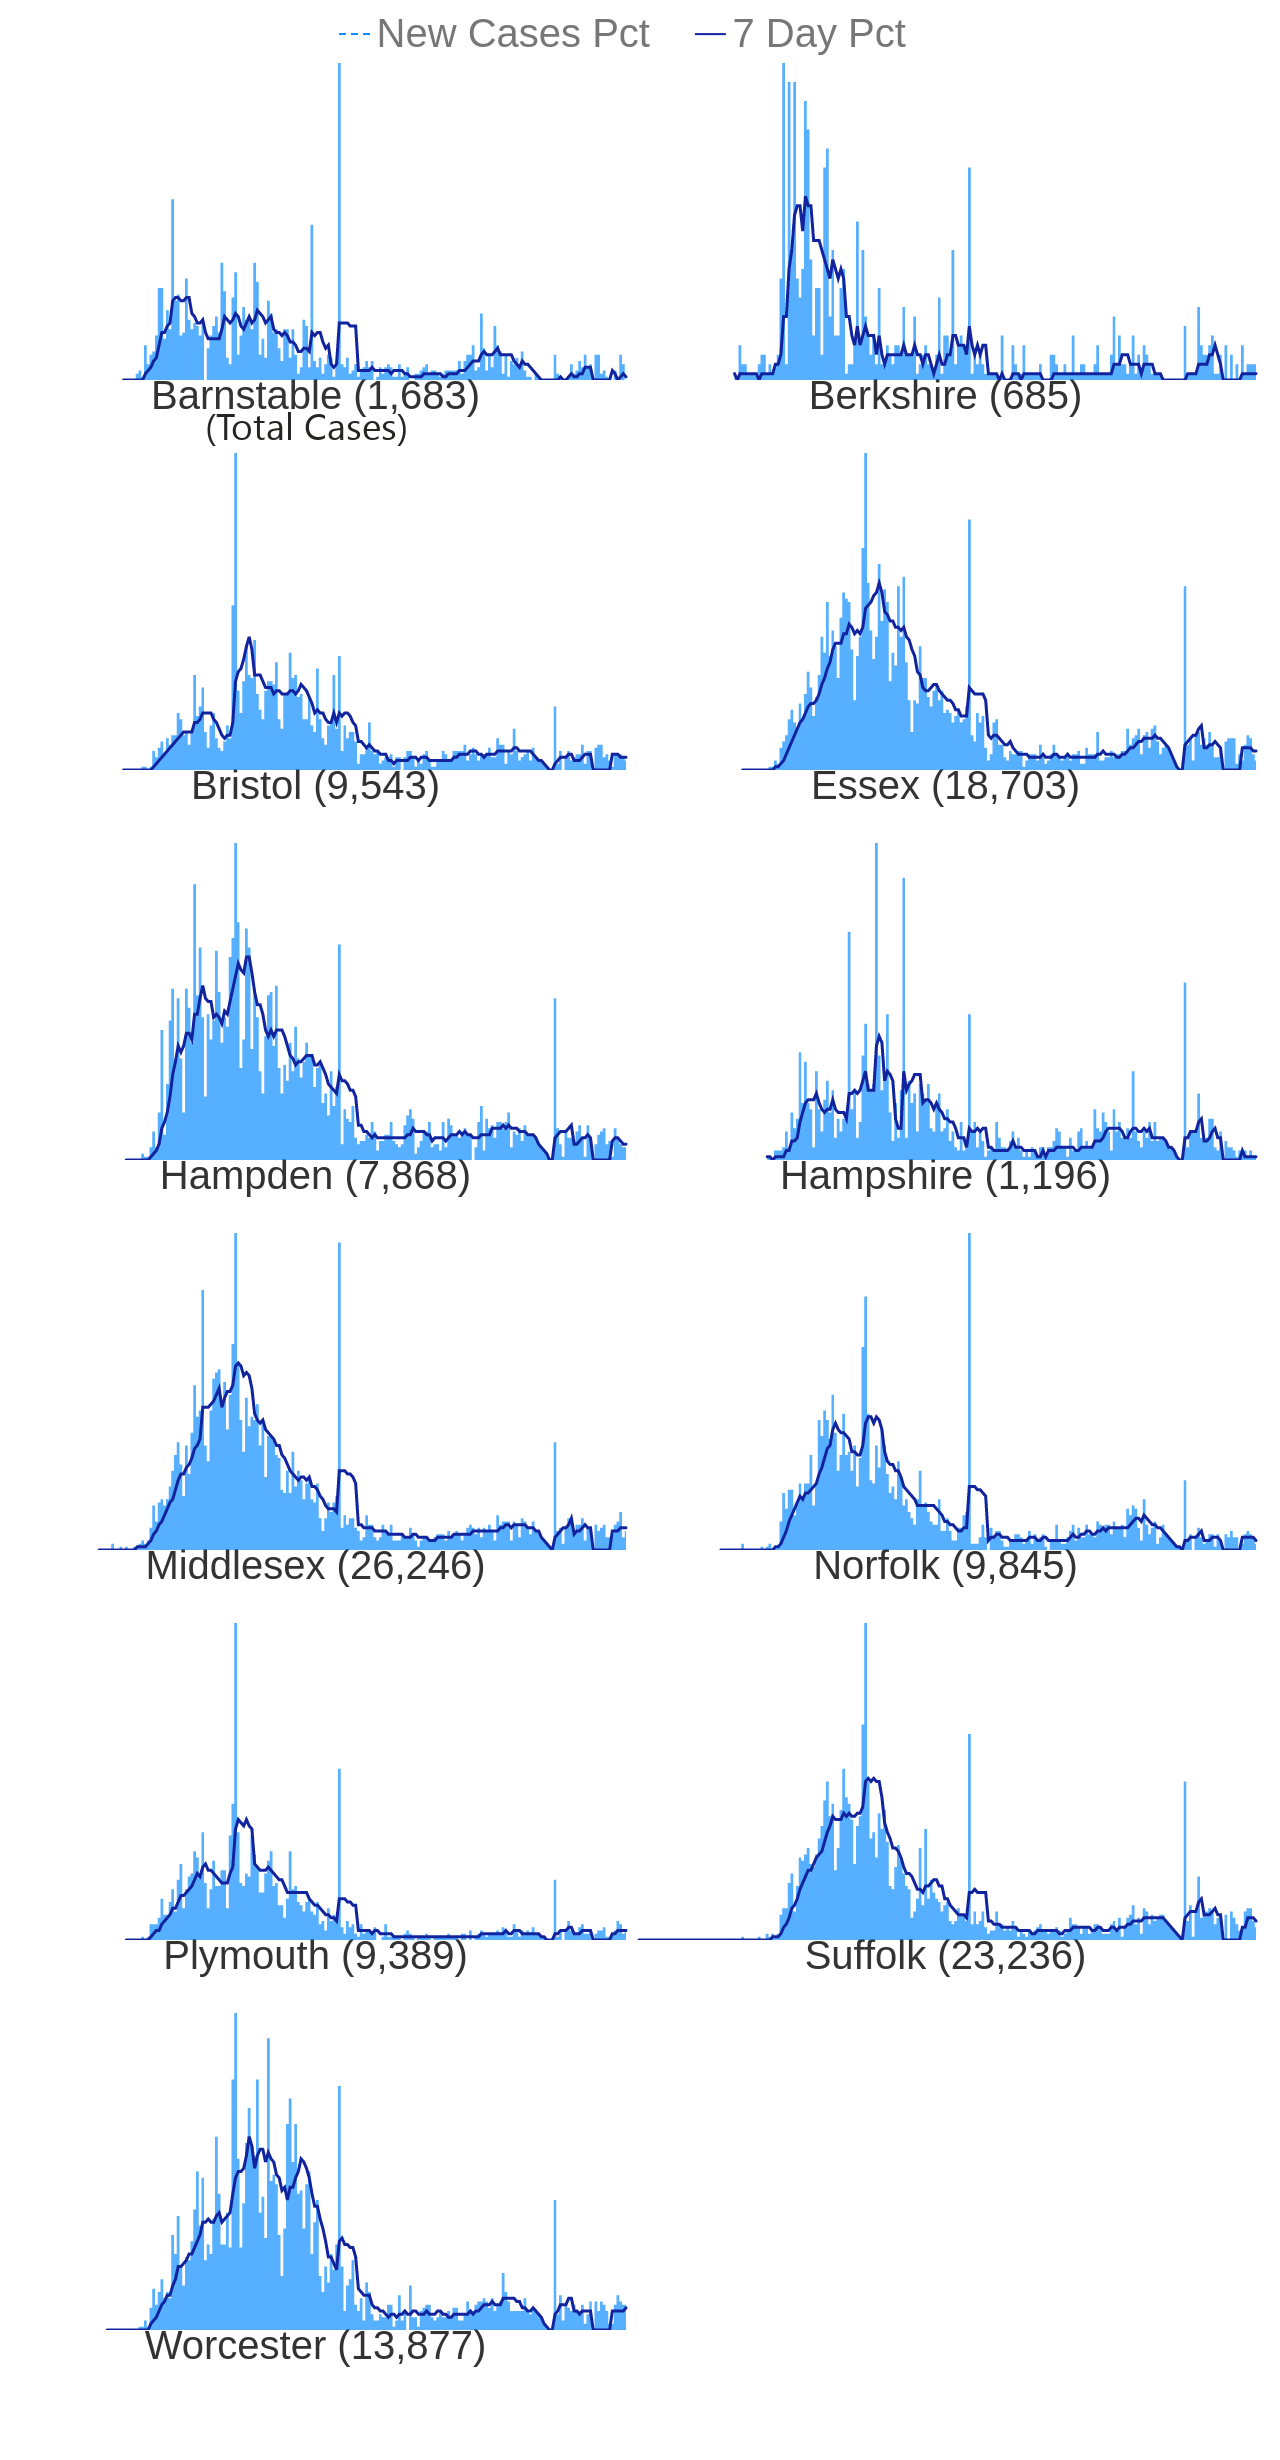 New Cases Pct 7 Day Pct
Barnstable (1,683) Berkshire (685)
(Total Cases)
Bristol (9,543) Essex (18,703)
Hampden (7,868) Hampshire (1,196)
Middlesex (26,246) Norfolk (9,845)
Plymouth (9,389) Suffolk (23,236)
Worcester (13,877)